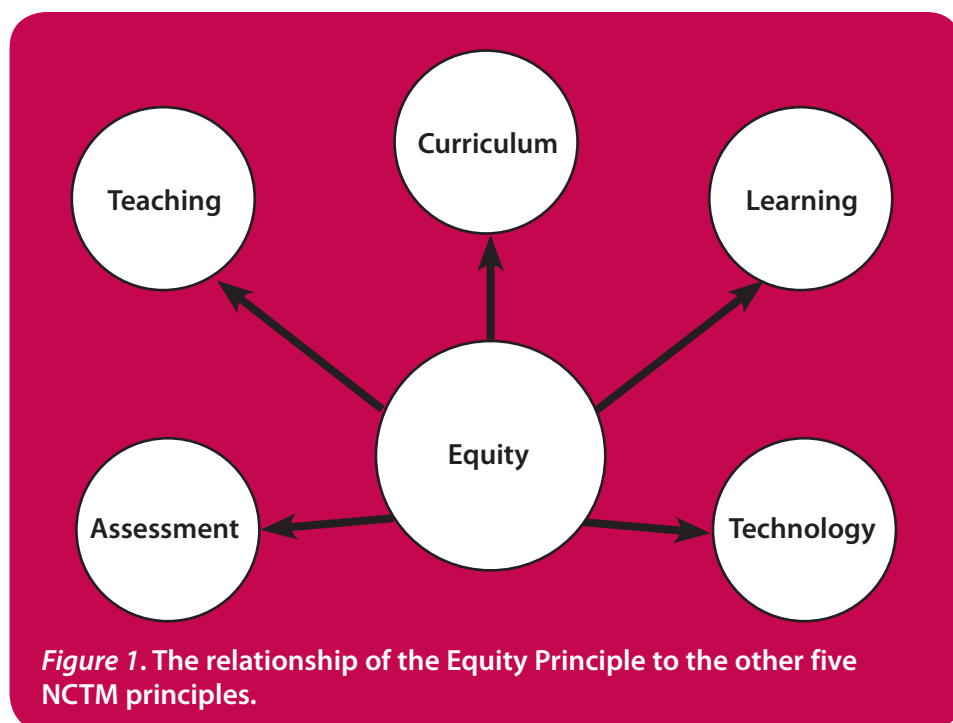 Curriculum
Teaching
Learning
Equity
Assessment
Technology
Figure 1. The relationship of the Equity Principle to the other five
NCTM principles.